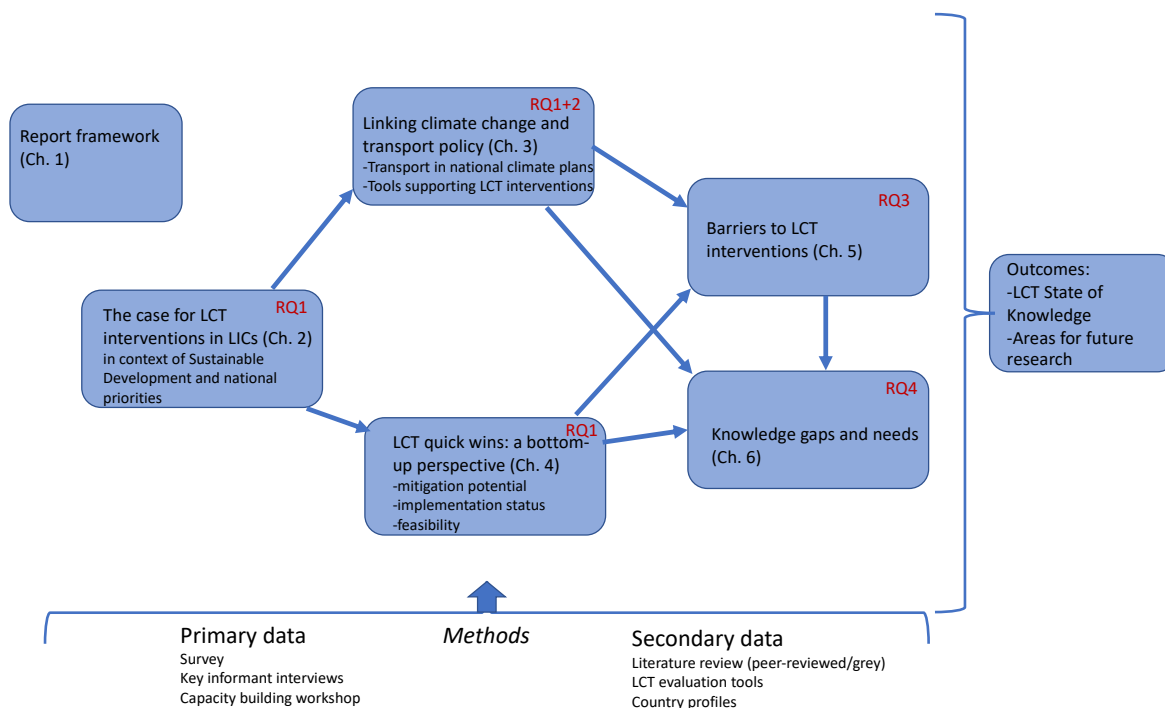 Report framework
(Ch. 1)
RQ1+2
Linking climate change and
transport policy (Ch. 3)
-Transport in national climate plans
-Tools supporting LCT interventions
RQ3
Barriers to LCT
interventions (Ch. 5)
RQ1
The case for LCT
interventions in LICs (Ch. 2)
in context of Sustainable
Development and national
priorities
Outcomes:
-LCT State of
Knowledge
-Areas for future
research
RQ1
LCT quick wins: a bottom-
up perspective (Ch. 4)
-mitigation potential
-implementation status
-feasibility
RQ4
Knowledge gaps and needs
(Ch. 6)
Methods
Primary data
Survey
Key informant interviews
Capacity building workshop
Secondary data
Literature review (peer-reviewed/grey)
LCT evaluation tools
Country profiles